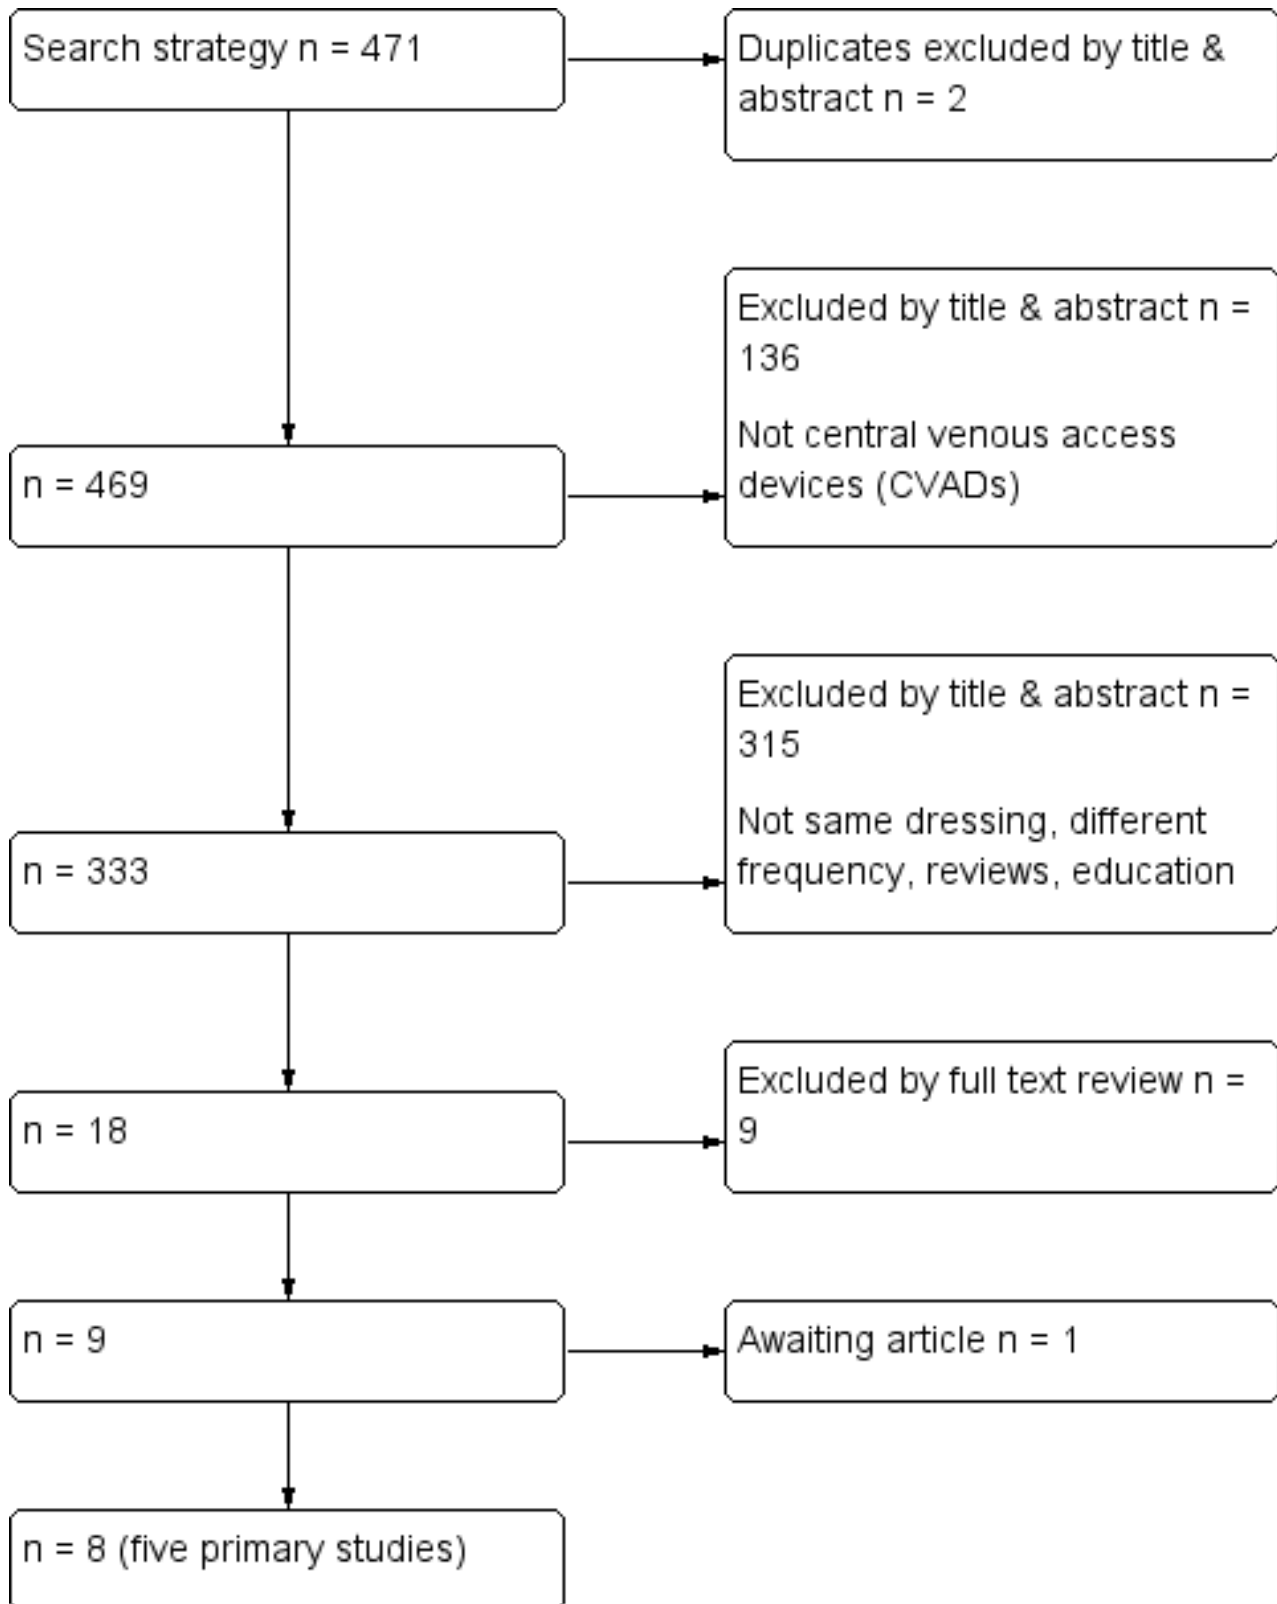 Search strategy n = 471
Duplicates excluded by title &
abstract n = 2
Excluded by title & abstract n =
136
Not central venous access
devices (CVADs)
n = 469
Excluded by title & abstract n =
315
Not same dressing, different
frequency, reviews, education
n = 333
Excluded by full text review n =
9
n = 18
n = 9
Awaiting article n = 1
n = 8 (five primary studies)